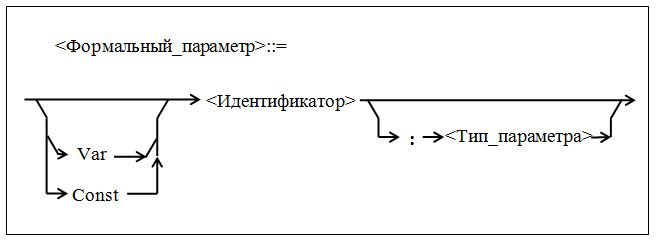 <Формальный_параметр>::=
<Идентификатор>
: <Тип_параметра>
Var
Const